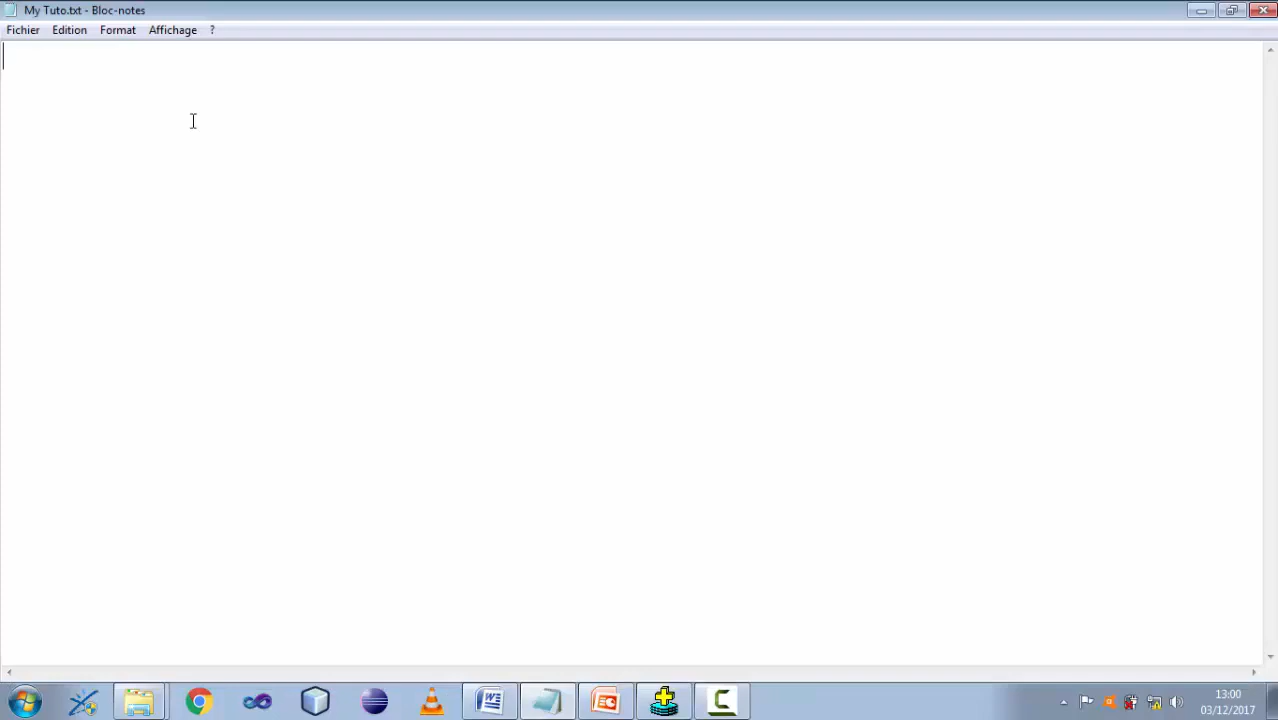 My Tuto.txt - Bloc-notes
Fichier Edition Format Affichage ?
13:00
03/12/2017